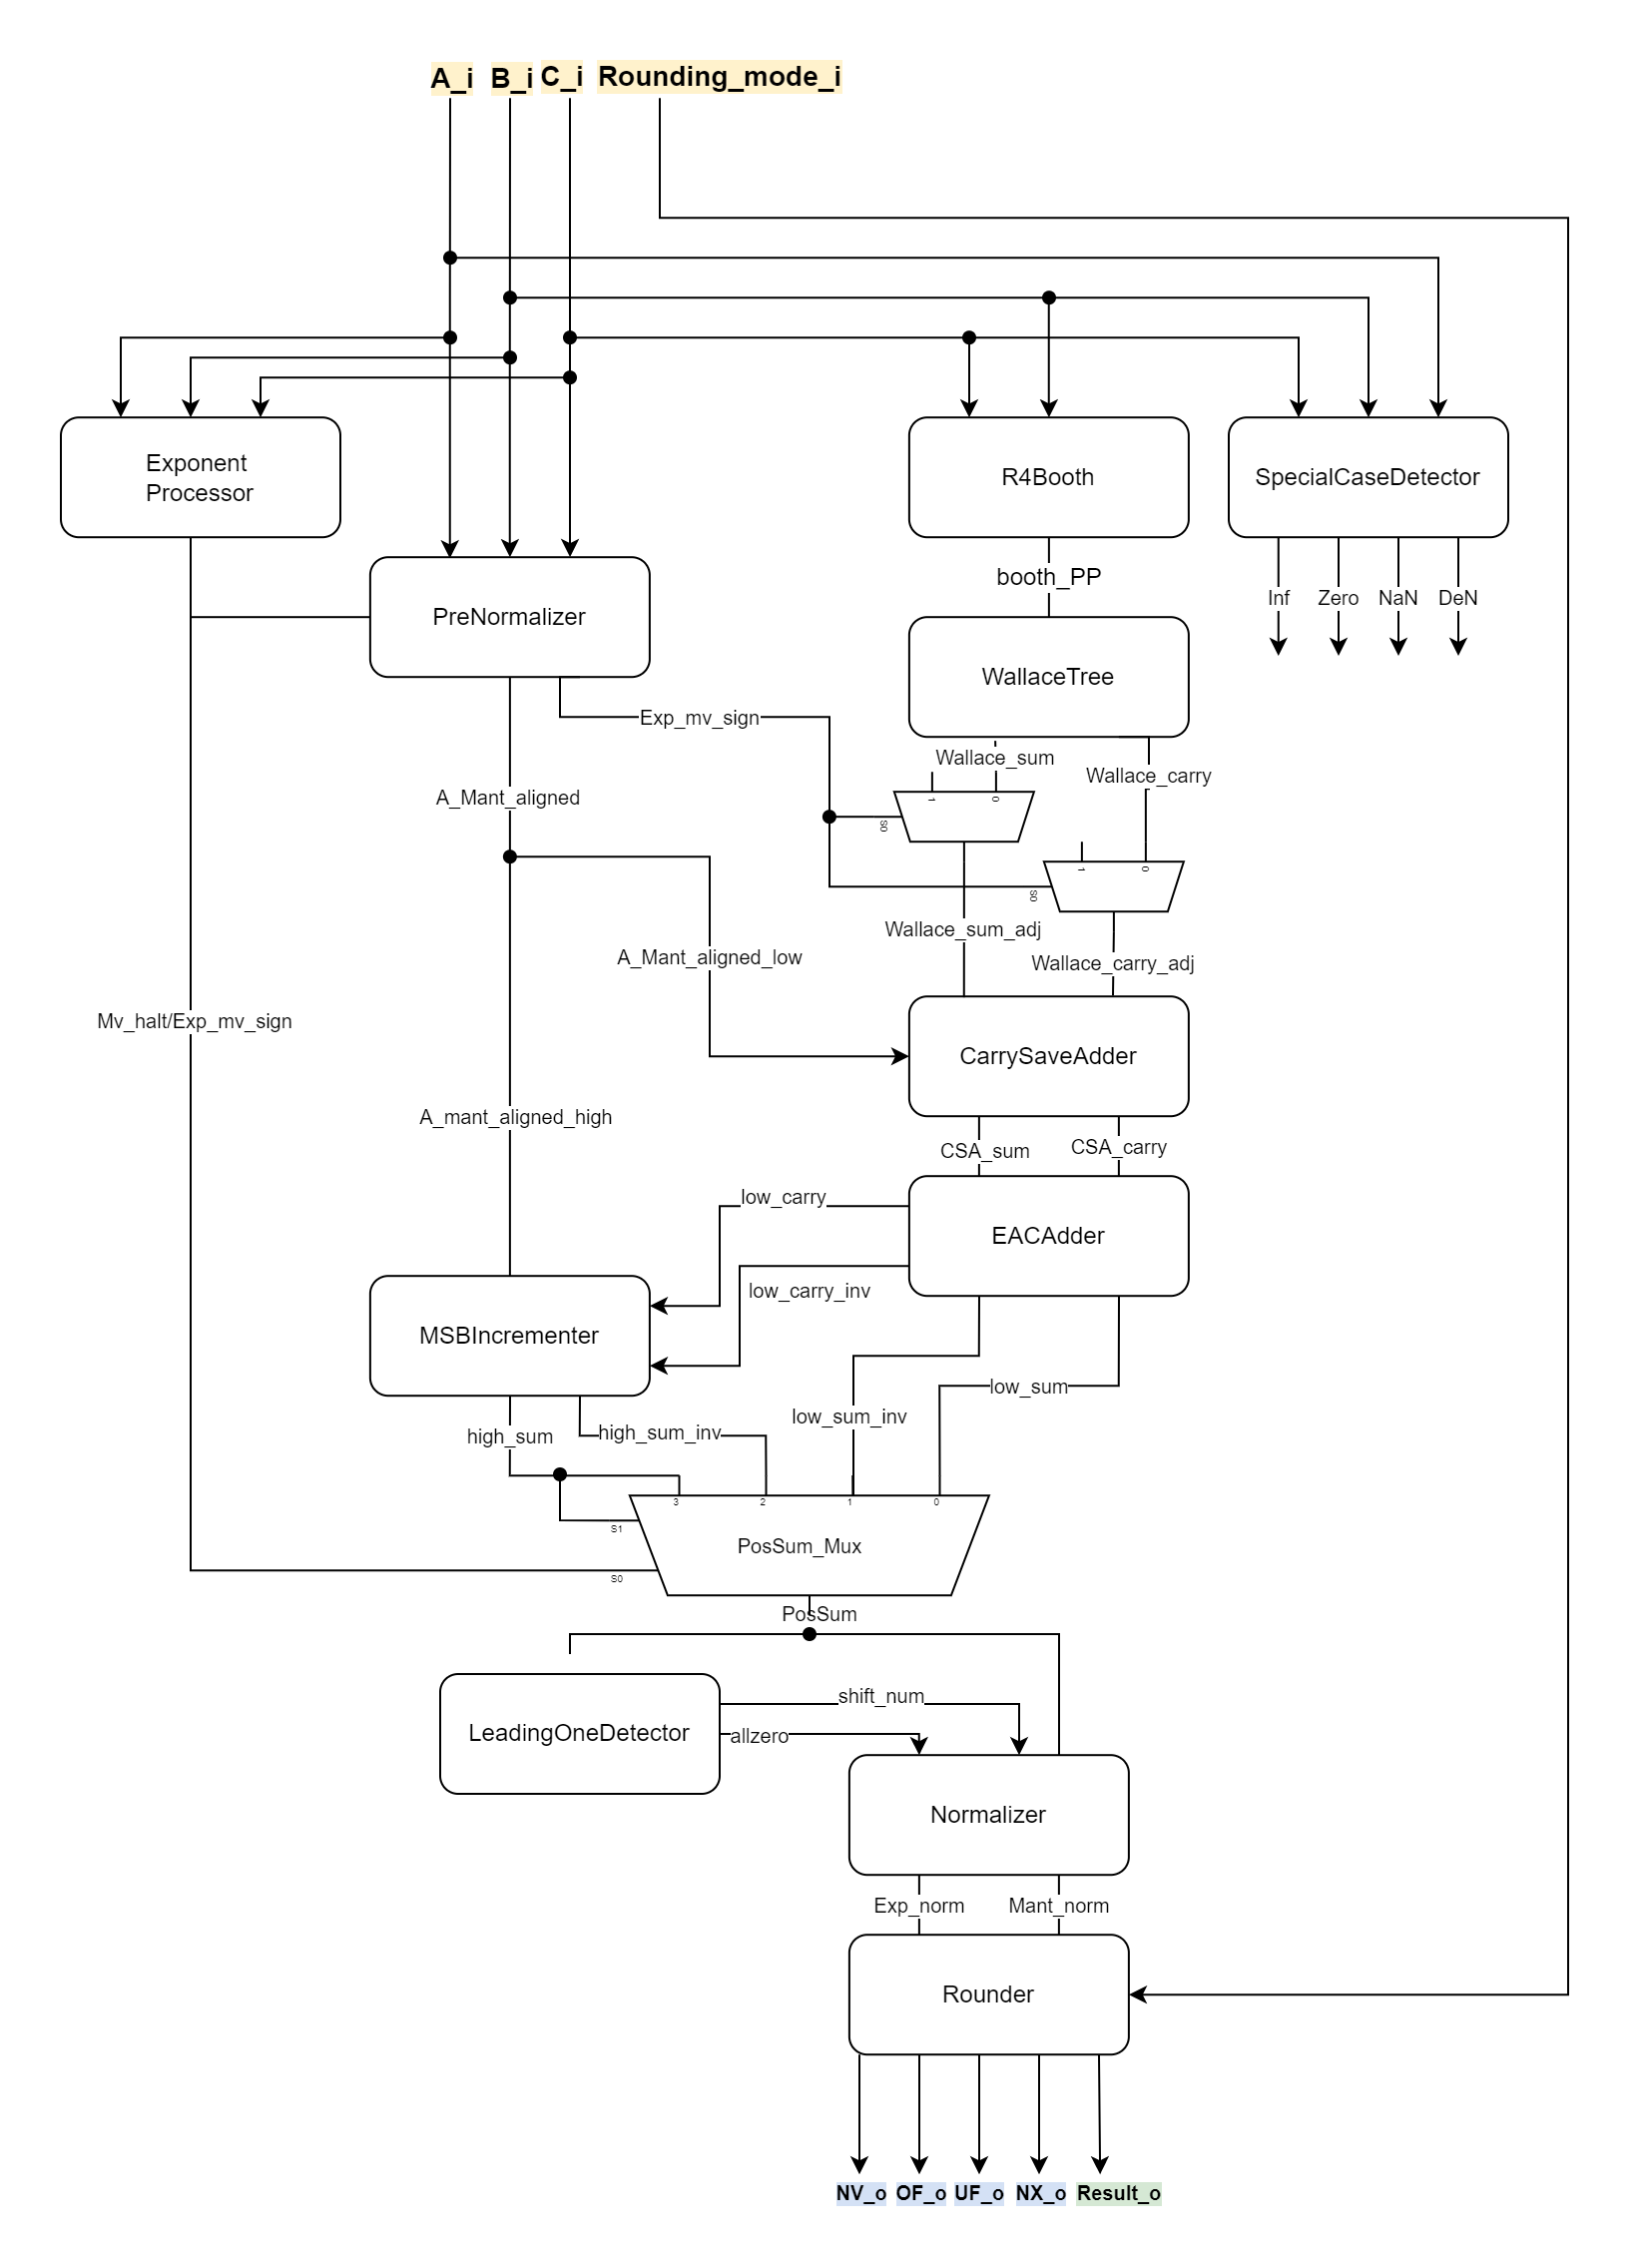 A_i
B_i
C_i
Rounding_mode_i
Exponent
Processor
R4Booth
SpecialCaseDetector
booth_PP
Inf
Zero
NaN
DeN
PreNormalizer
WallaceTree
Exp_mv_sign
Wallace_sum
Wallace_carry
A_Mant_aligned
1
0
S0
1
0
S0
Wallace_sum_adj
A_Mant_aligned_low
Wallace_carry_adj
Mv_halt/Exp_mv_sign
CarrySaveAdder
A_mant_aligned_high
CSA_sum
CSA_carry
low_carry
EACAdder
low_carry_inv
MSBIncrementer
low_sum
low_sum_inv
high_sum
high_sum_inv
3
2
1
0
S1
PosSum_Mux
S0
PosSum
shift_num
LeadingOneDetector
allzero
Normalizer
Exp_norm
Mant_norm
Rounder
NV_o
OF_o
UF_o
NX_o
Result_o